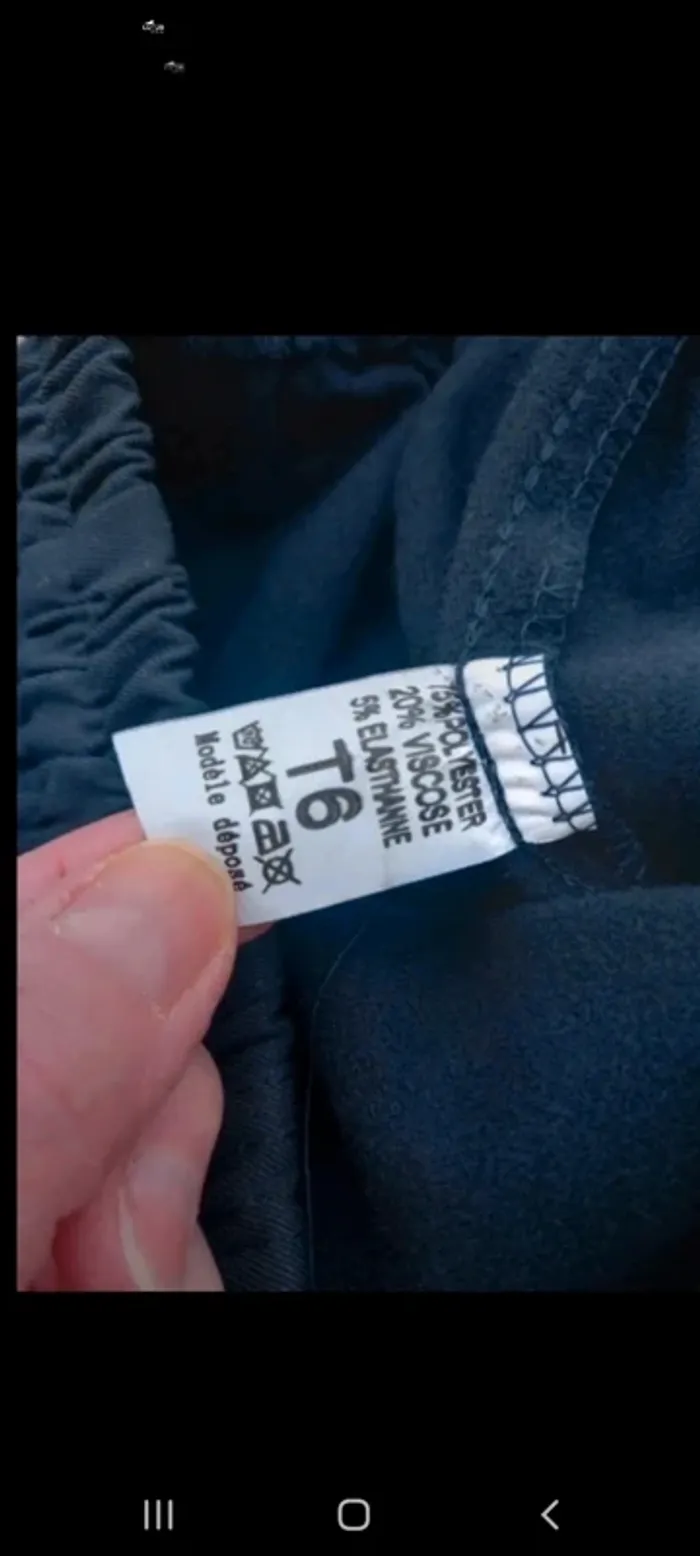 75% POLYESTER
20% VISCOSE
5% ELASTHANNE
T6
Modèle déposé